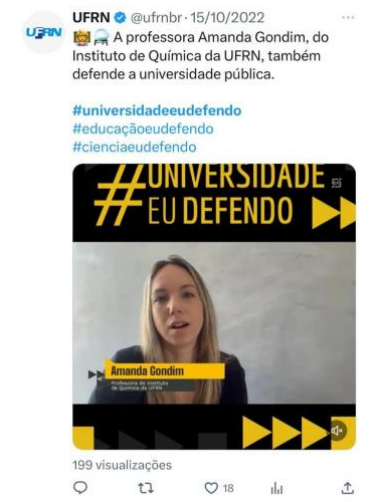 UFRN
UFRN @ufrnbr · 15/10/2022
A professora Amanda Gondim, do
Instituto de Química da UFRN, também
defende a universidade pública.
#universidadeeudefendo
#educaçãoeudefendo
#cienciaeudefendo
#UNIVERSIDADE
EU DEFENDO
Amanda Gondim
Professora do Instituto
de Química da UFRN
199 visualizações
18